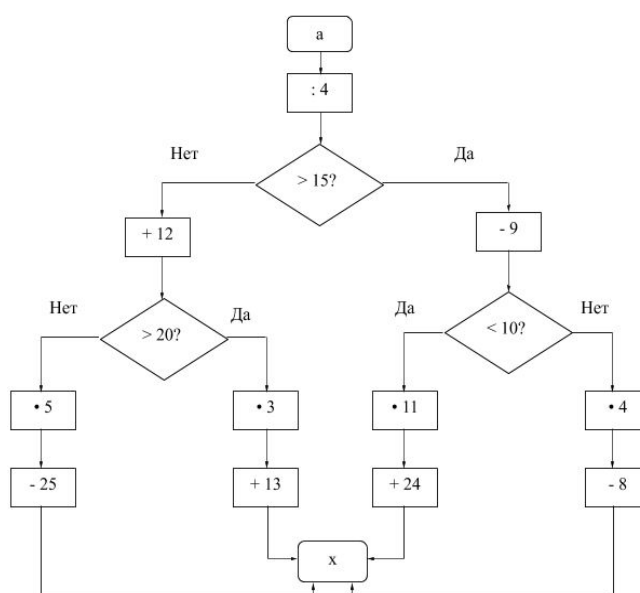 a
: 4
Нет
Да
> 15?
+ 12
- 9
Нет
Да
Да
Нет
> 20?
< 10?
• 5
• 3
• 11
• 4
- 25
+ 13
+ 24
- 8
x